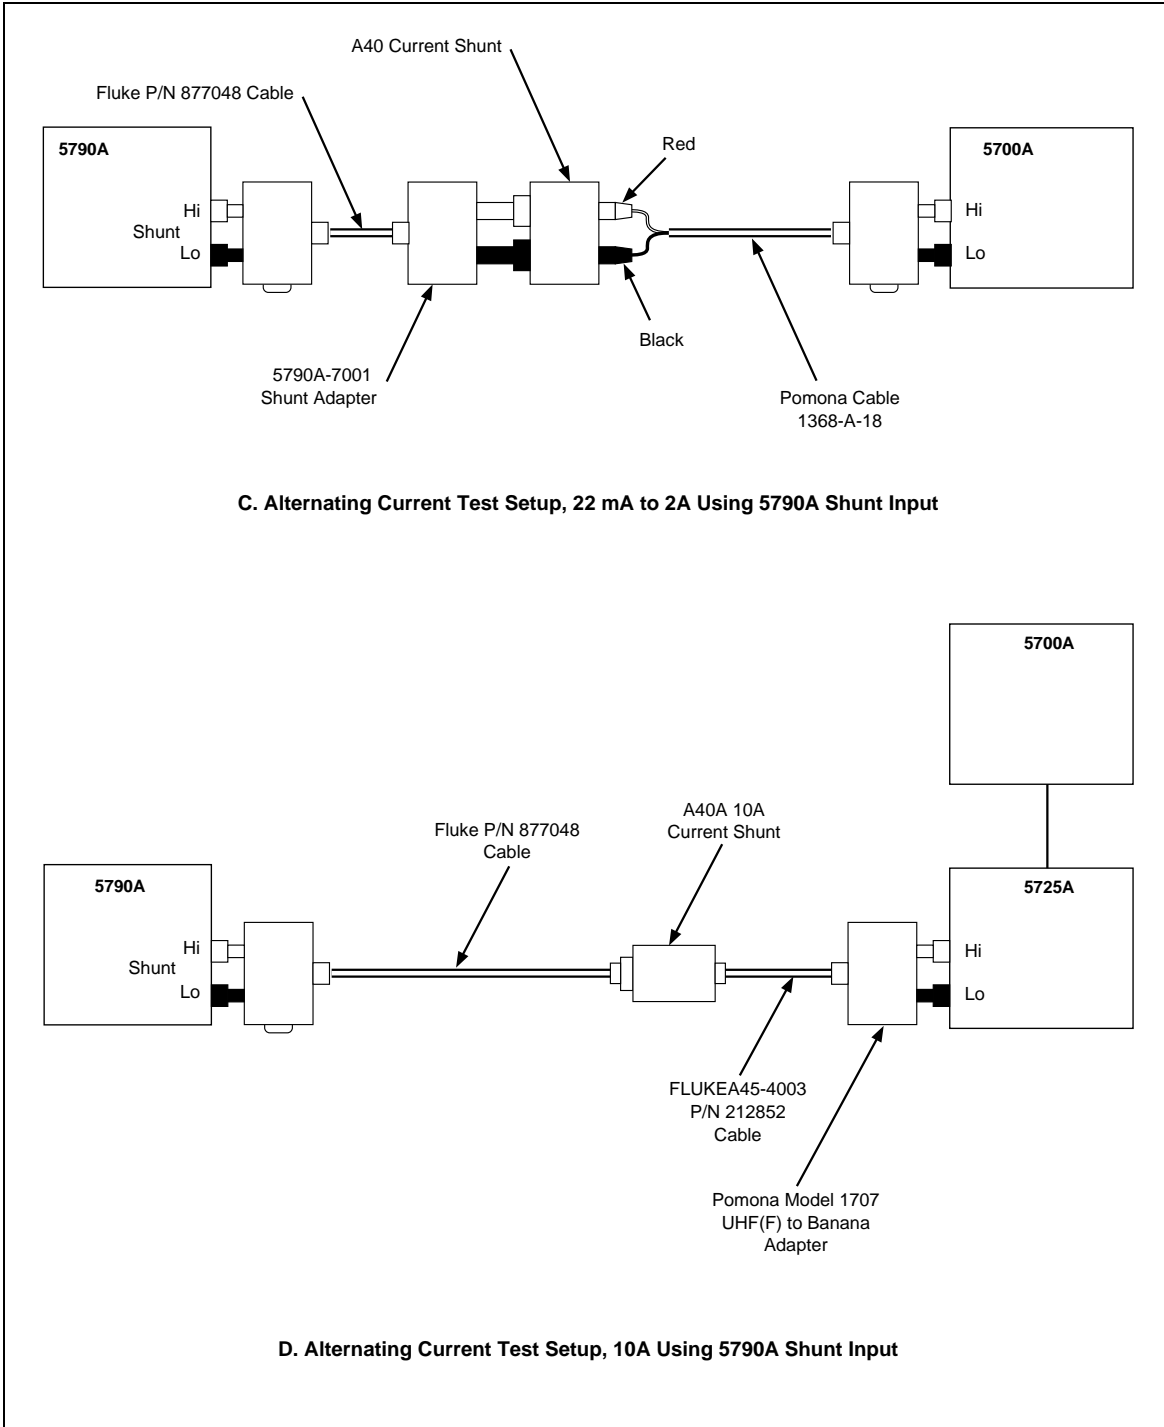 A40 Current Shunt
Fluke P/N 877048 Cable
Red
5790A
5700A
Hi
Shunt
Lo
Hi
Lo
Black
5790A-7001
Shunt Adapter
Pomona Cable
1368-A-18
C. Alternating Current Test Setup, 22 mA to 2A Using 5790A Shunt Input
5700A
A40A 10A
Current Shunt
Fluke P/N 877048
Cable
5790A
5725A
Hi
Shunt
Lo
Hi
Lo
FLUKEA45-4003
P/N 212852
Cable
Pomona Model 1707
UHF(F) to Banana
Adapter
D. Alternating Current Test Setup, 10A Using 5790A Shunt Input